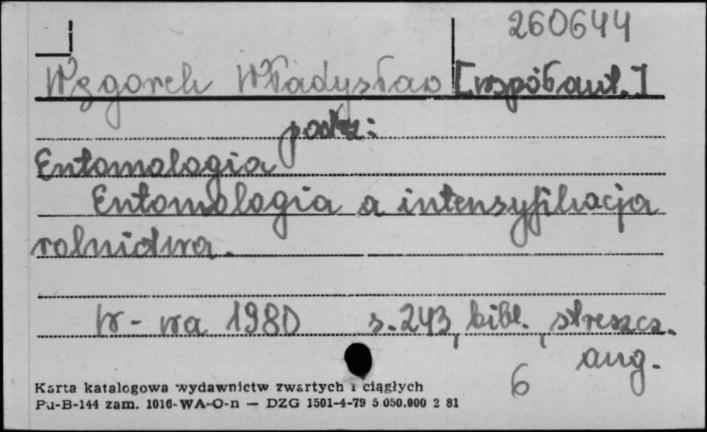 260644
Węgorek Władysław [współaut.]
patrz:
Entomologia
Entomologia a intensyfikacja
rolnictwa.
W-wa 1980 s. 243, bibl., streszcz.
ang.
6
Karta katalogowa wydawnictw zwartych i ciągłych
Pu-B-144 zam. 1016-WA-O-n — DZG 1501-4-79 5.050.000 2 81